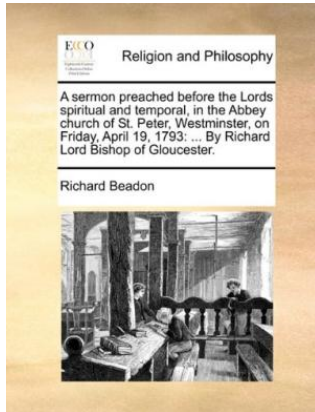 ECCO
Religion and Philosophy
A sermon preached before the Lords
spiritual and temporal, in the Abbey
church of St. Peter, Westminster, on
Friday, April 19, 1793: ... By Richard
Lord Bishop of Gloucester.
Richard Beadon